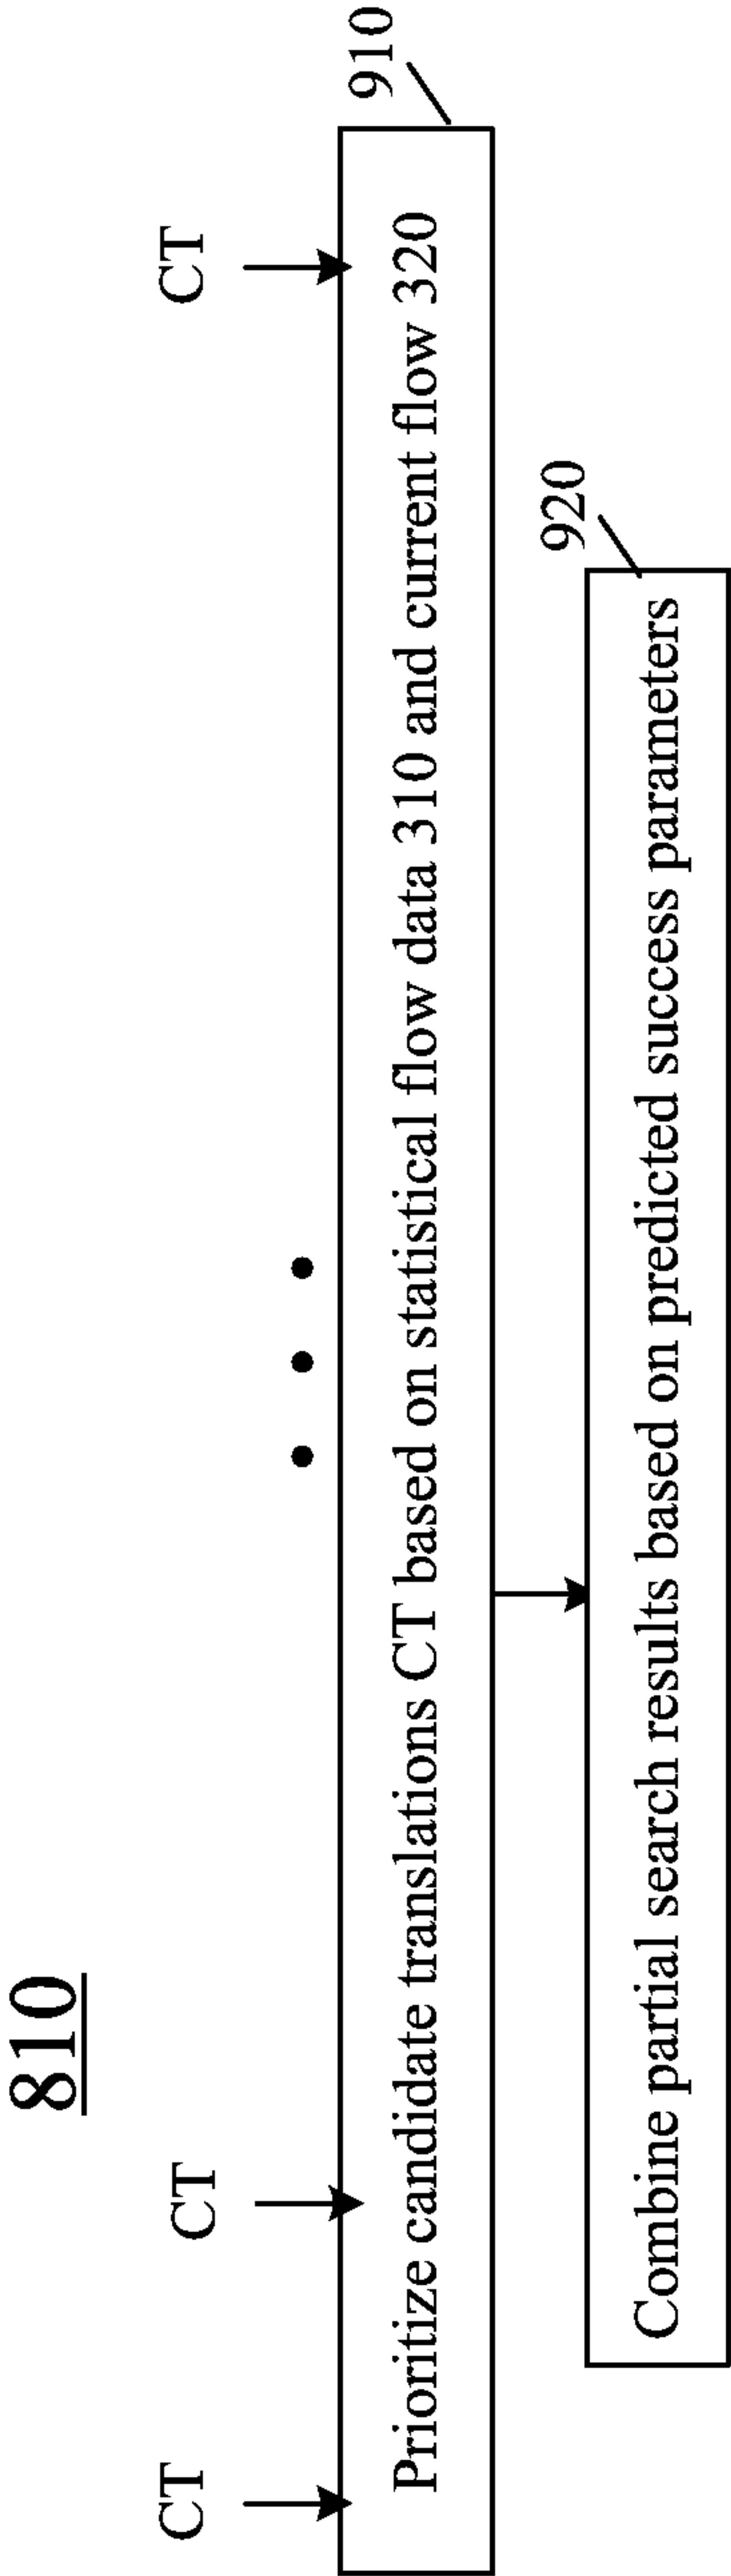 810
CT
CT
CT
910
Prioritize candidate translations CT based on statistical flow data 310 and current flow 320
920
Combine partial search results based on predicted success parameters